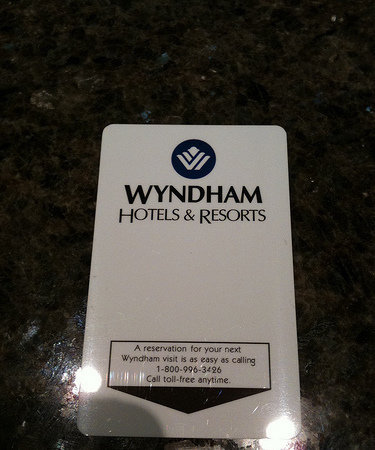 WYNDHAM
HOTELS & RESORTS
A reservation for your next
Wyndham visit is as easy as calling
1-800-996-3426
Call toll-free anytime.